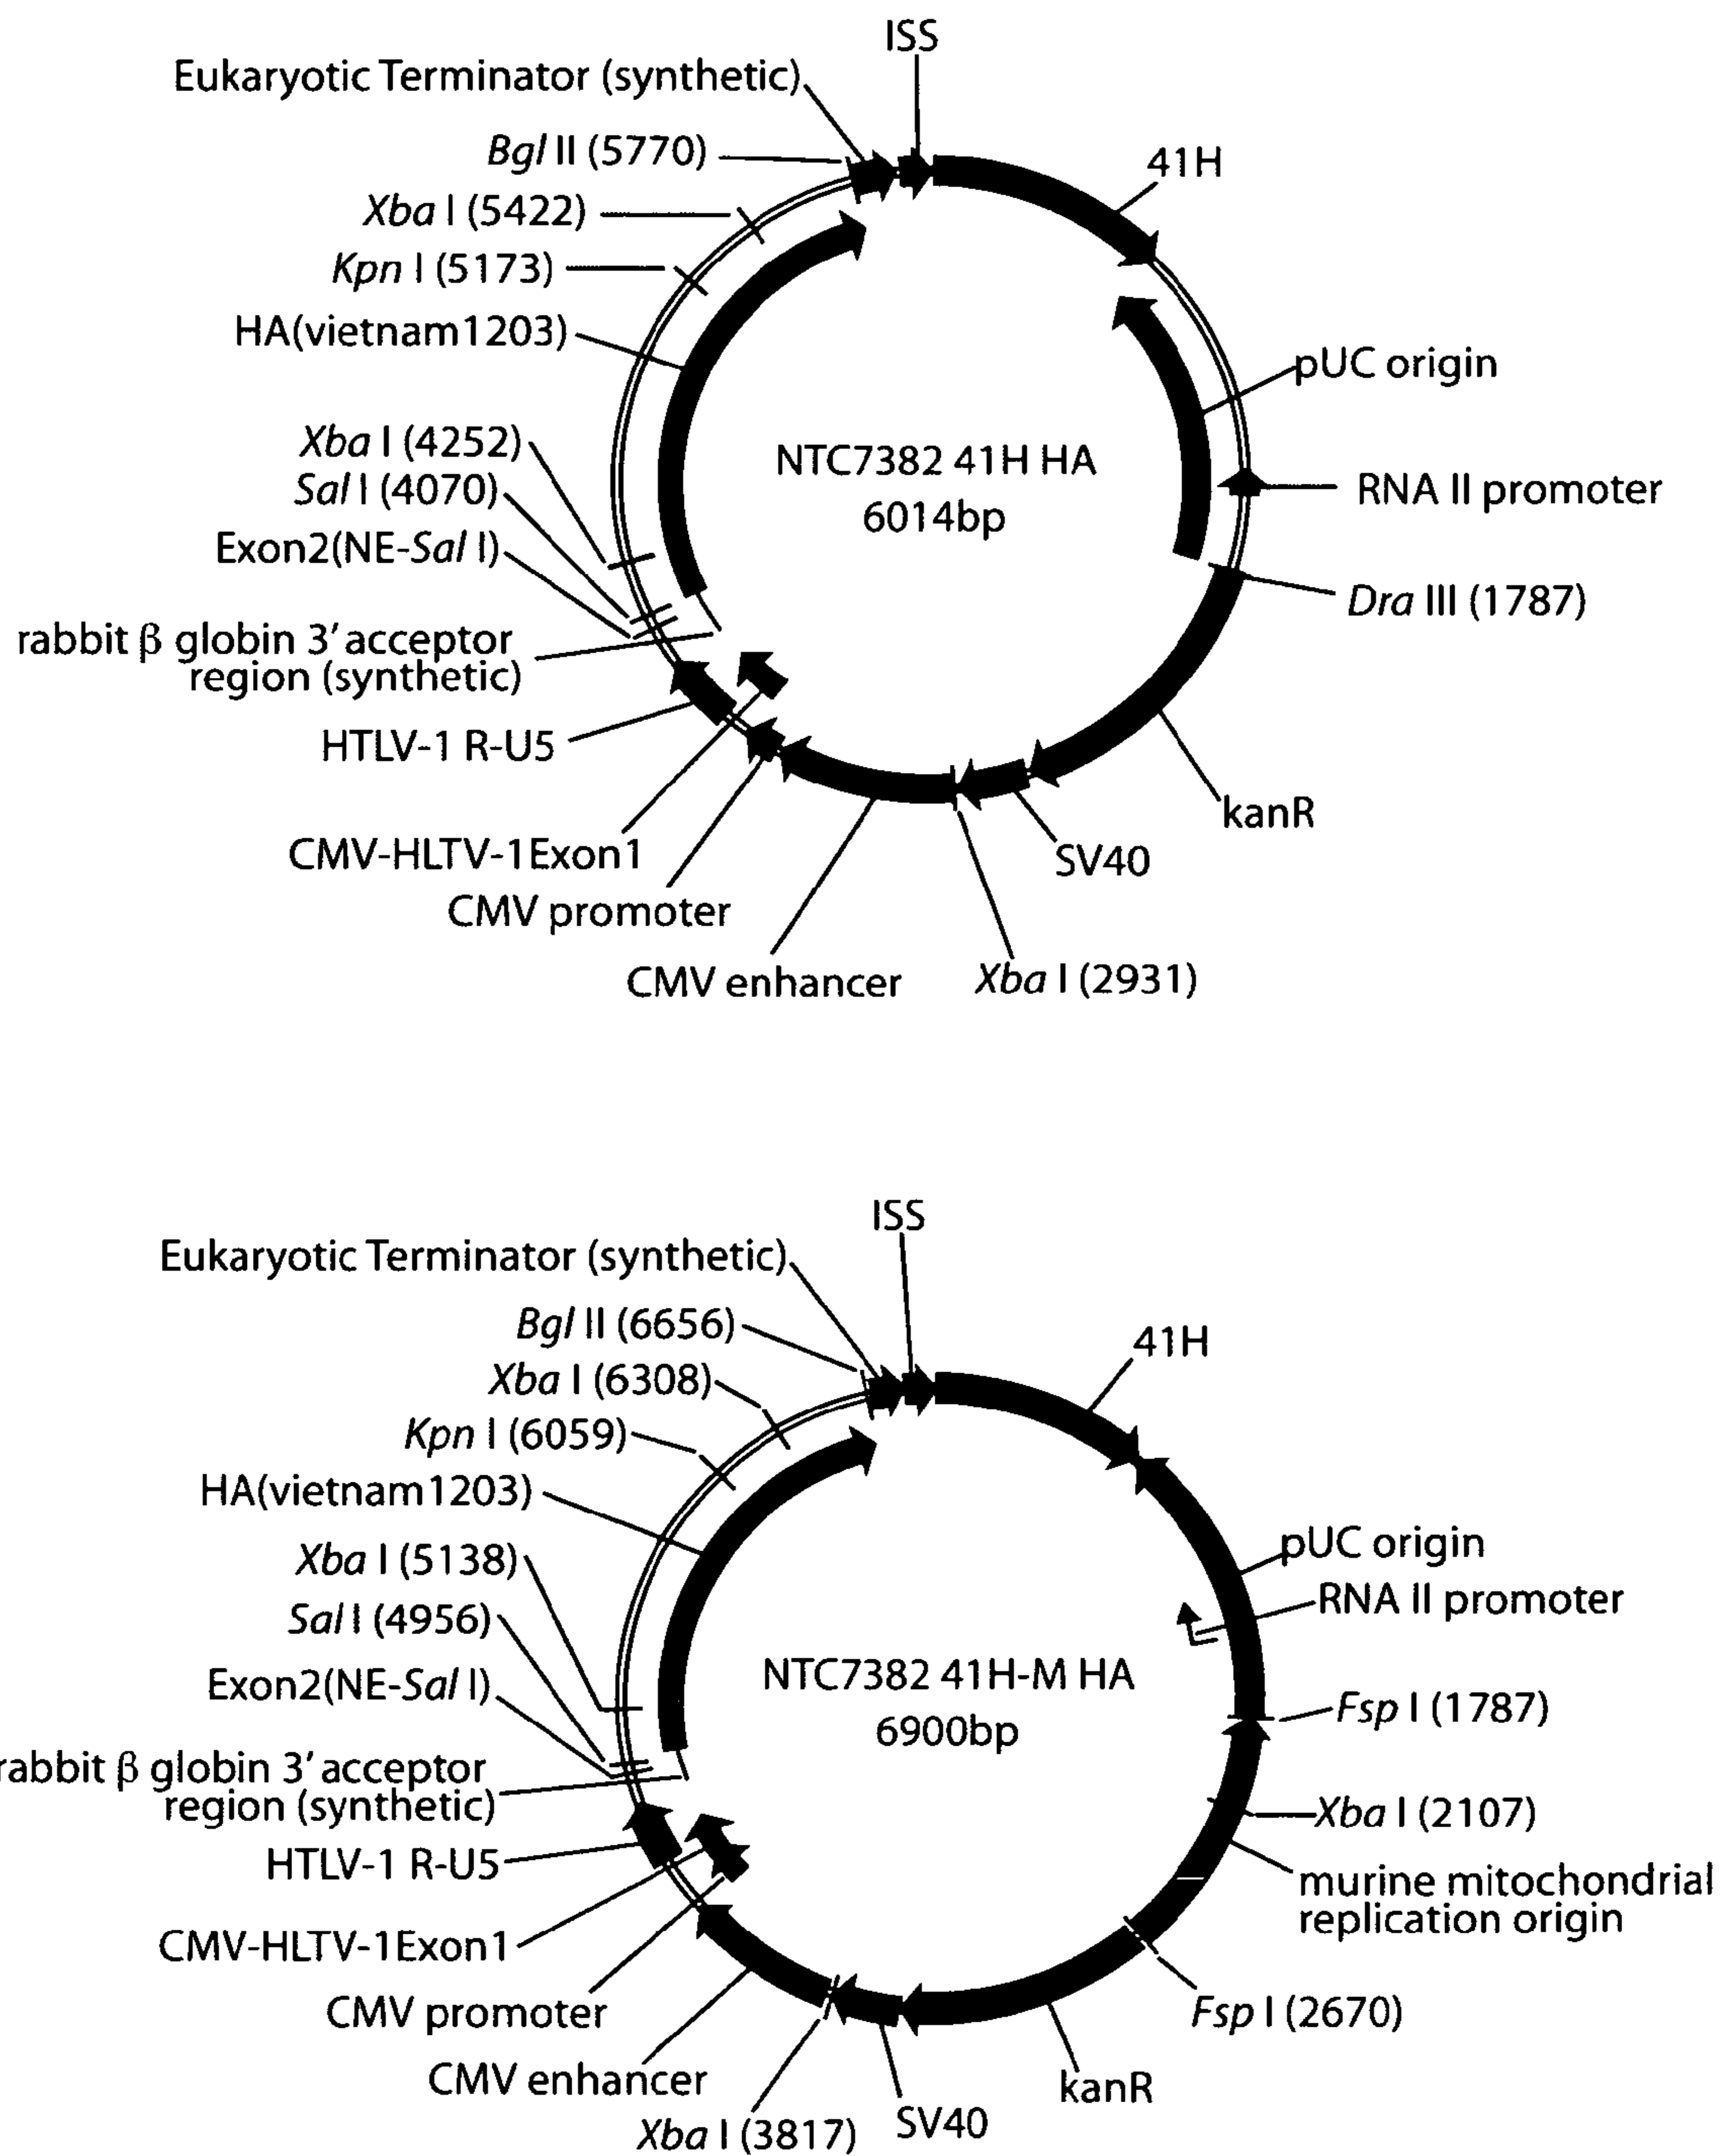 ISS
Eukaryotic Terminator (synthetic)
Bgl II (5770)
41H
Xba I (5422)
Kpn I (5173)
HA(vietnam1203)
pUC origin
Xba I (4252)
NTC7382 41H HA
Sal I (4070)
RNA II promoter
6014bp
Exon2(NE-Sal I)
Dra III (1787)
rabbit β globin 3' acceptor
region (synthetic)
HTLV-1 R-U5
kanR
CMV-HLTV-1Exon1
SV40
CMV promoter
CMV enhancer
Xba I (2931)
ISS
Eukaryotic Terminator (synthetic)
Bgl II (6656)
41H
Xba I (6308)
Kpn I (6059)
HA(vietnam1203)
pUC origin
Xba I (5138)
RNA II promoter
Sal I (4956)
NTC7382 41H-M HA
Exon2(NE-Sal I)
Fsp I (1787)
6900bp
rabbit β globin 3' acceptor
region (synthetic)
Xba I (2107)
HTLV-1 R-U5
murine mitochondrial
replication origin
CMV-HLTV-1Exon1
CMV promoter
Fsp I (2670)
CMV enhancer
kanR
Xba I (3817)
SV40